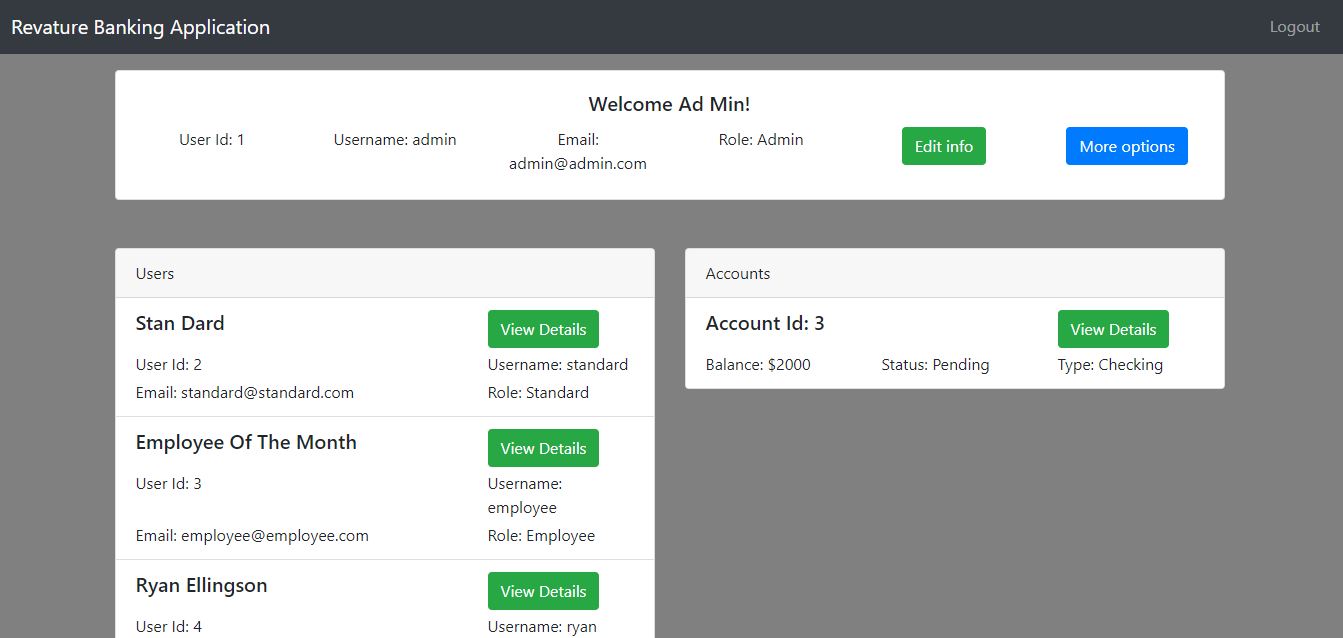 Revature Banking Application
Logout
Welcome Ad Min!
User Id: 1
Username: admin
Email:
admin@admin.com
Role: Admin
Edit info
More options
Users
Stan Dard
View Details
User Id: 2
Username: standard
Email: standard@standard.com
Role: Standard
Employee Of The Month
View Details
User Id: 3
Username:
employee
Email: employee@employee.com
Role: Employee
Ryan Ellingson
View Details
User Id: 4
Username: ryan
Accounts
Account Id: 3
View Details
Balance: $2000
Status: Pending
Type: Checking